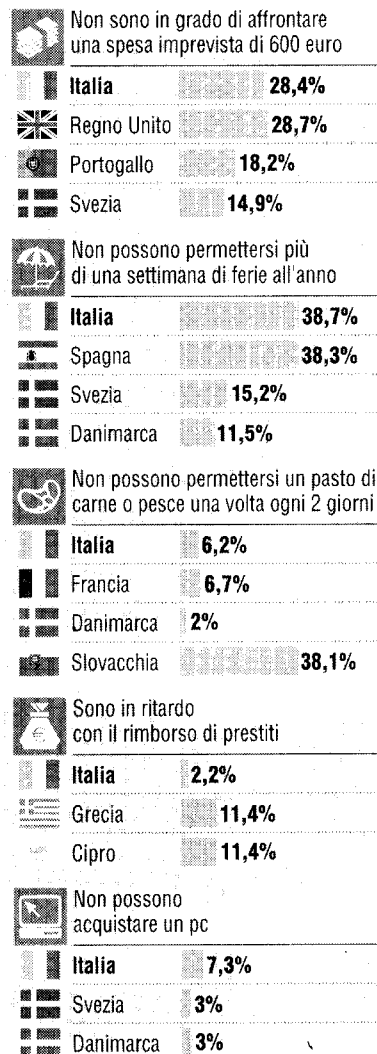 Non sono in grado di affrontare
una spesa imprevista di 600 euro
Italia 28,4%
Regno Unito 28,7%
Portogallo 18,2%
Svezia 14,9%
Non possono permettersi più
di una settimana di ferie all'anno
Italia 38,7%
Spagna 38,3%
Svezia 15,2%
Danimarca 11,5%
Non possono permettersi un pasto di
carne o pesce una volta ogni 2 giorni
Italia 6,2%
Francia 6,7%
Danimarca 2%
Slovacchia 38,1%
Sono in ritardo
con il rimborso di prestiti
€
Italia 2,2%
Grecia 11,4%
Cipro 11,4%
Non possono
acquistare un pc
Italia 7,3%
Svezia 3%
Danimarca 3%